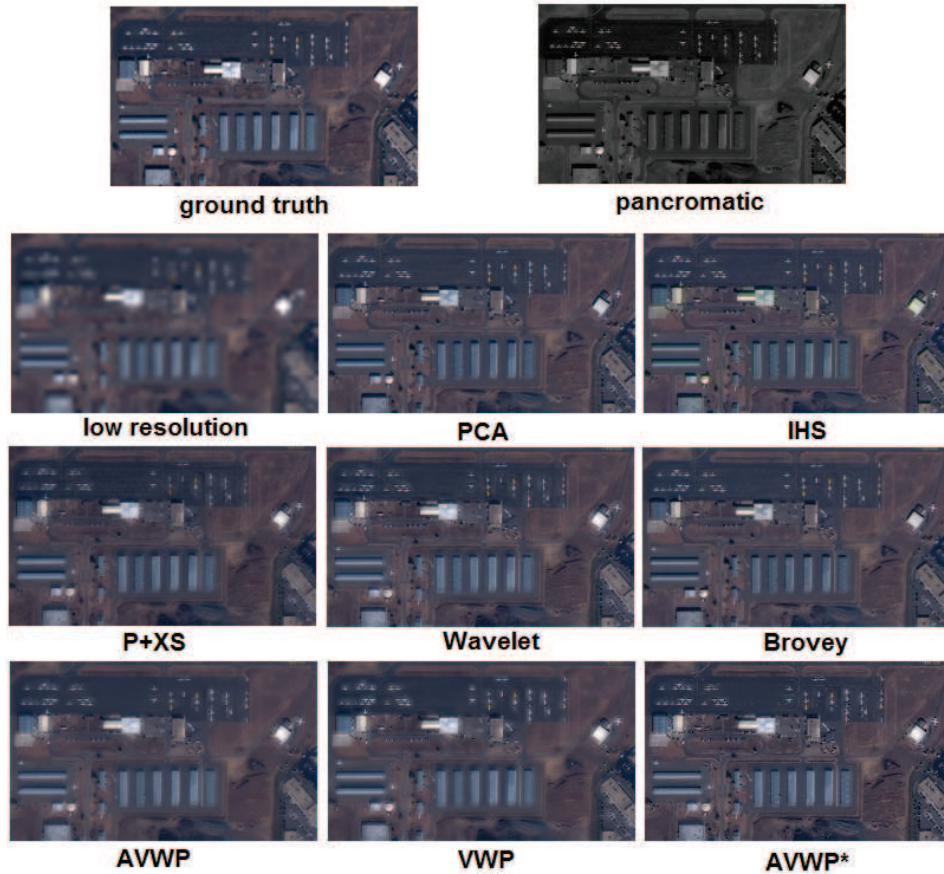 ground truth
pancromatic
low resolution
PCA
IHS
P+XS
Wavelet
Brovey
AVWP
VWP
AVWP*